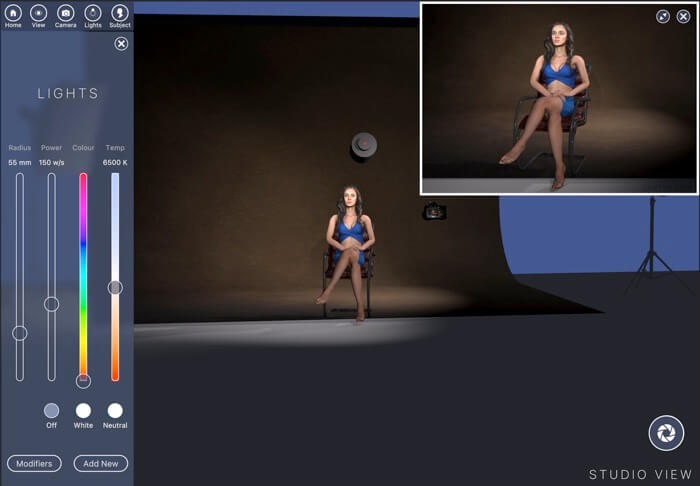 Home View Camera Lights Subject
LIGHTS
Radius Power Colour Temp
55 mm 150 w/s 6500 K
Off White Neutral
Modifiers Add New
STUDIO VIEW